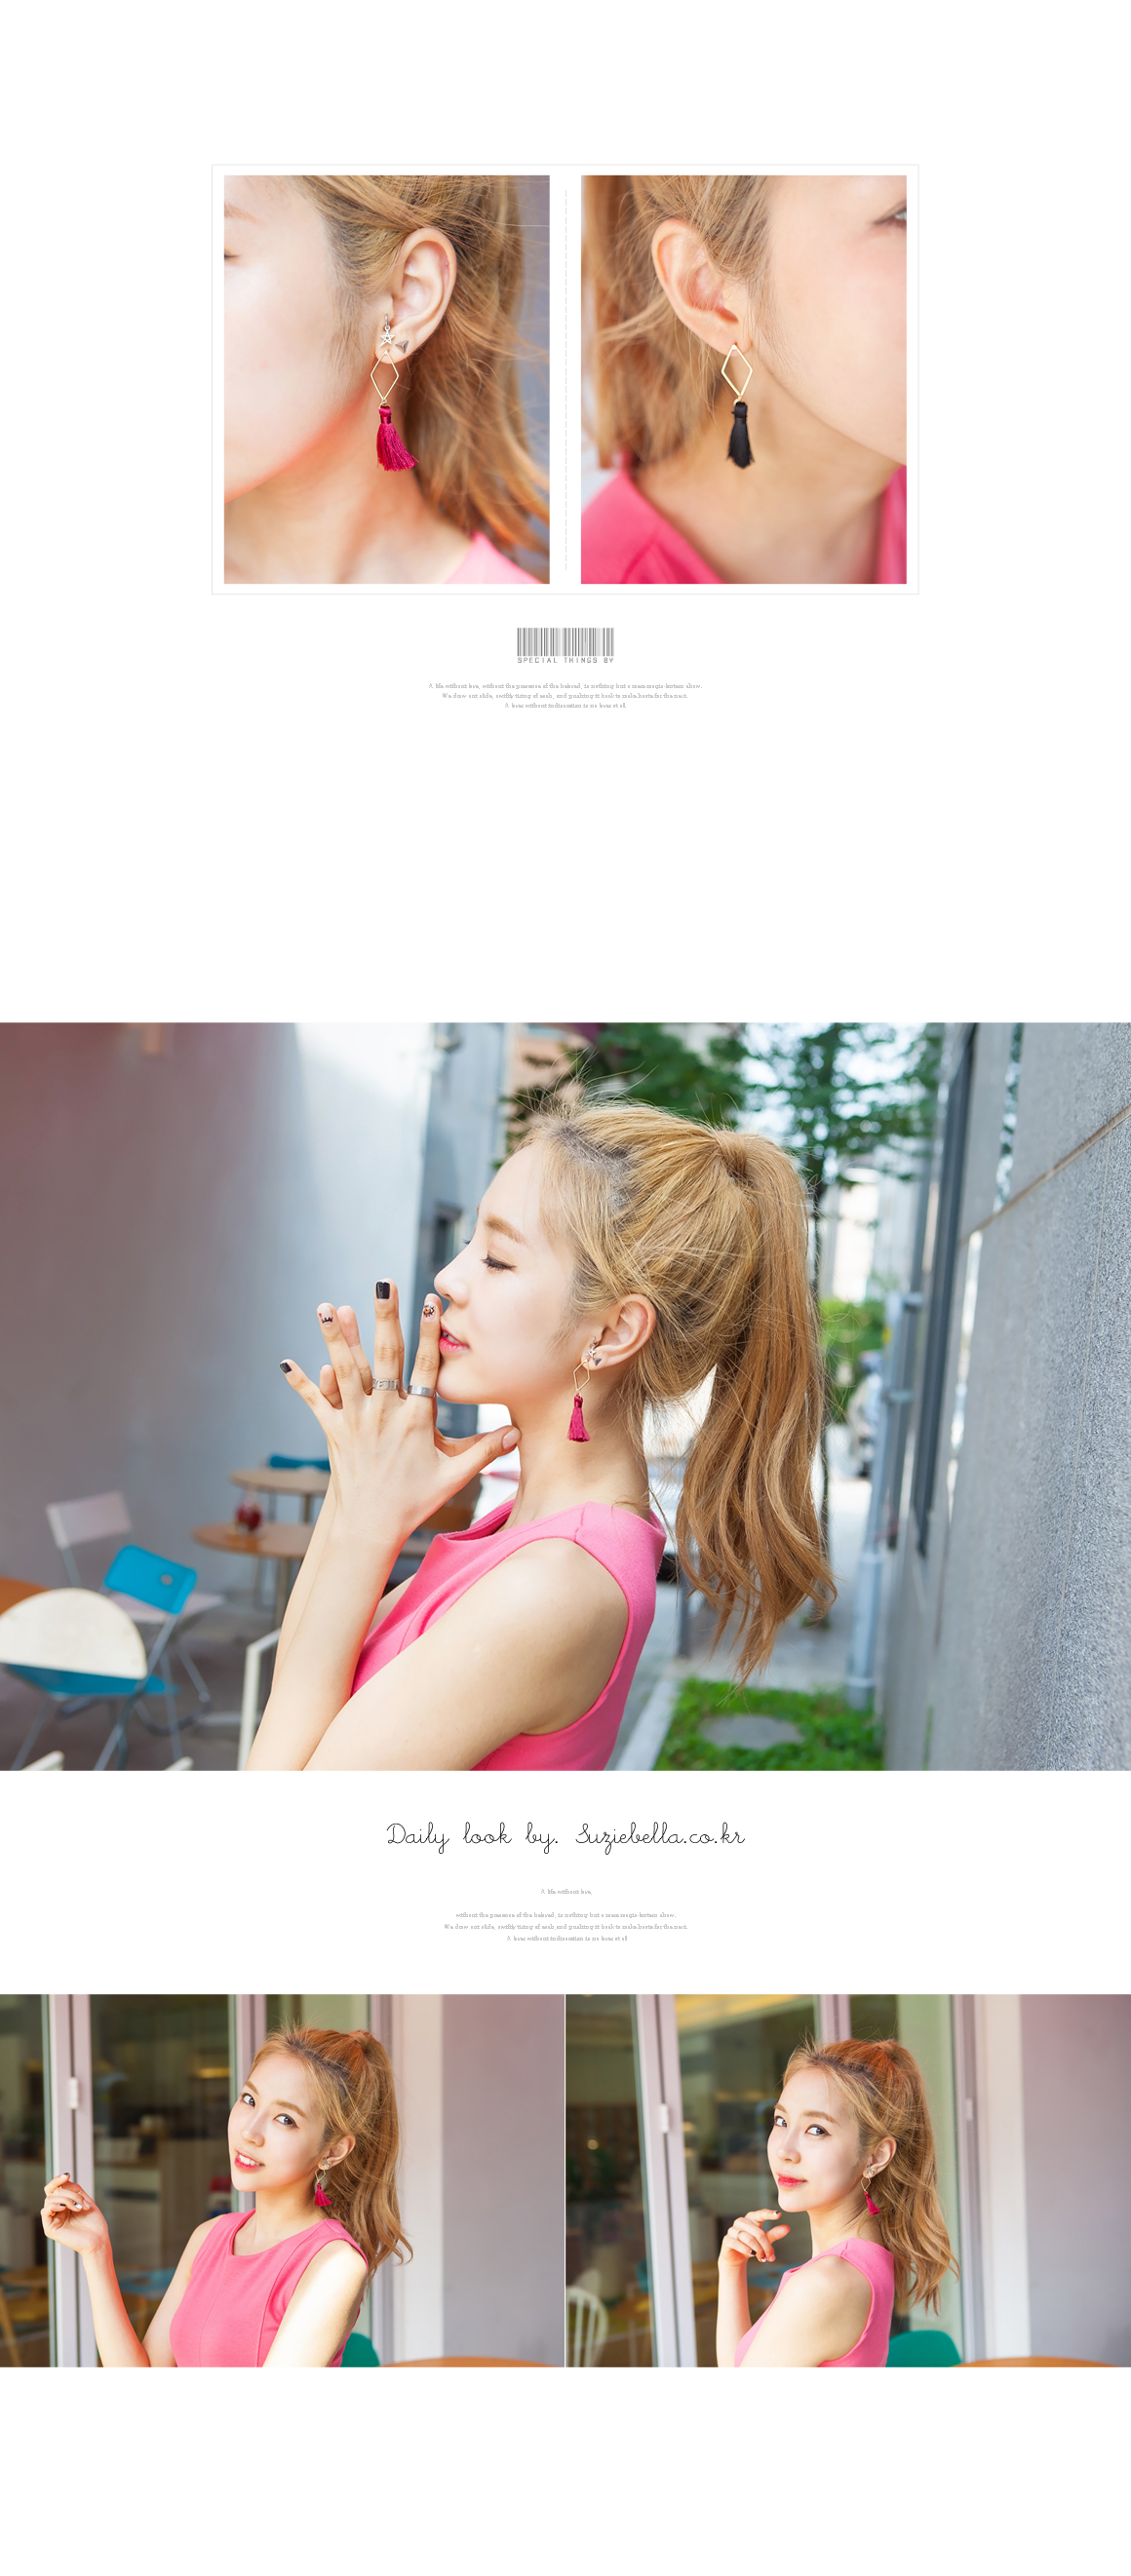 SPECIAL THINGS BY
A life without love, without the presence of the beloved, is nothing but a mere magic-lantern show.
We draw out slide, swiftly tiring of each, and pushing it back to make haste for the next.
A love without indiscretion is no love at all.
Daily look by. Suziebella.co.kr
A life without love,
without the presence of the beloved, is nothing but a mere magic-lantern show.
We draw out slide, swiftly tiring of each, and pushing it back to make haste for the next.
A love without indiscretion is no love at all